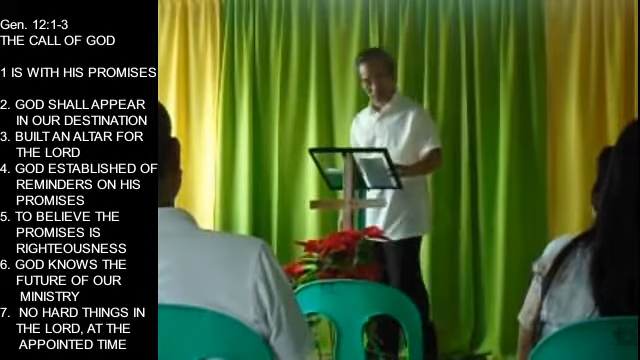 Gen. 12:1-3
THE CALL OF GOD
1 IS WITH HIS PROMISES
2. GOD SHALL APPEAR
IN OUR DESTINATION
3. BUILT AN ALTAR FOR
THE LORD
4. GOD ESTABLISHED OF
REMINDERS ON HIS
PROMISES
5. TO BELIEVE THE
PROMISES IS
RIGHTEOUSNESS
6. GOD KNOWS THE
FUTURE OF OUR
MINISTRY
7. NO HARD THINGS IN
THE LORD, AT THE
APPOINTED TIME